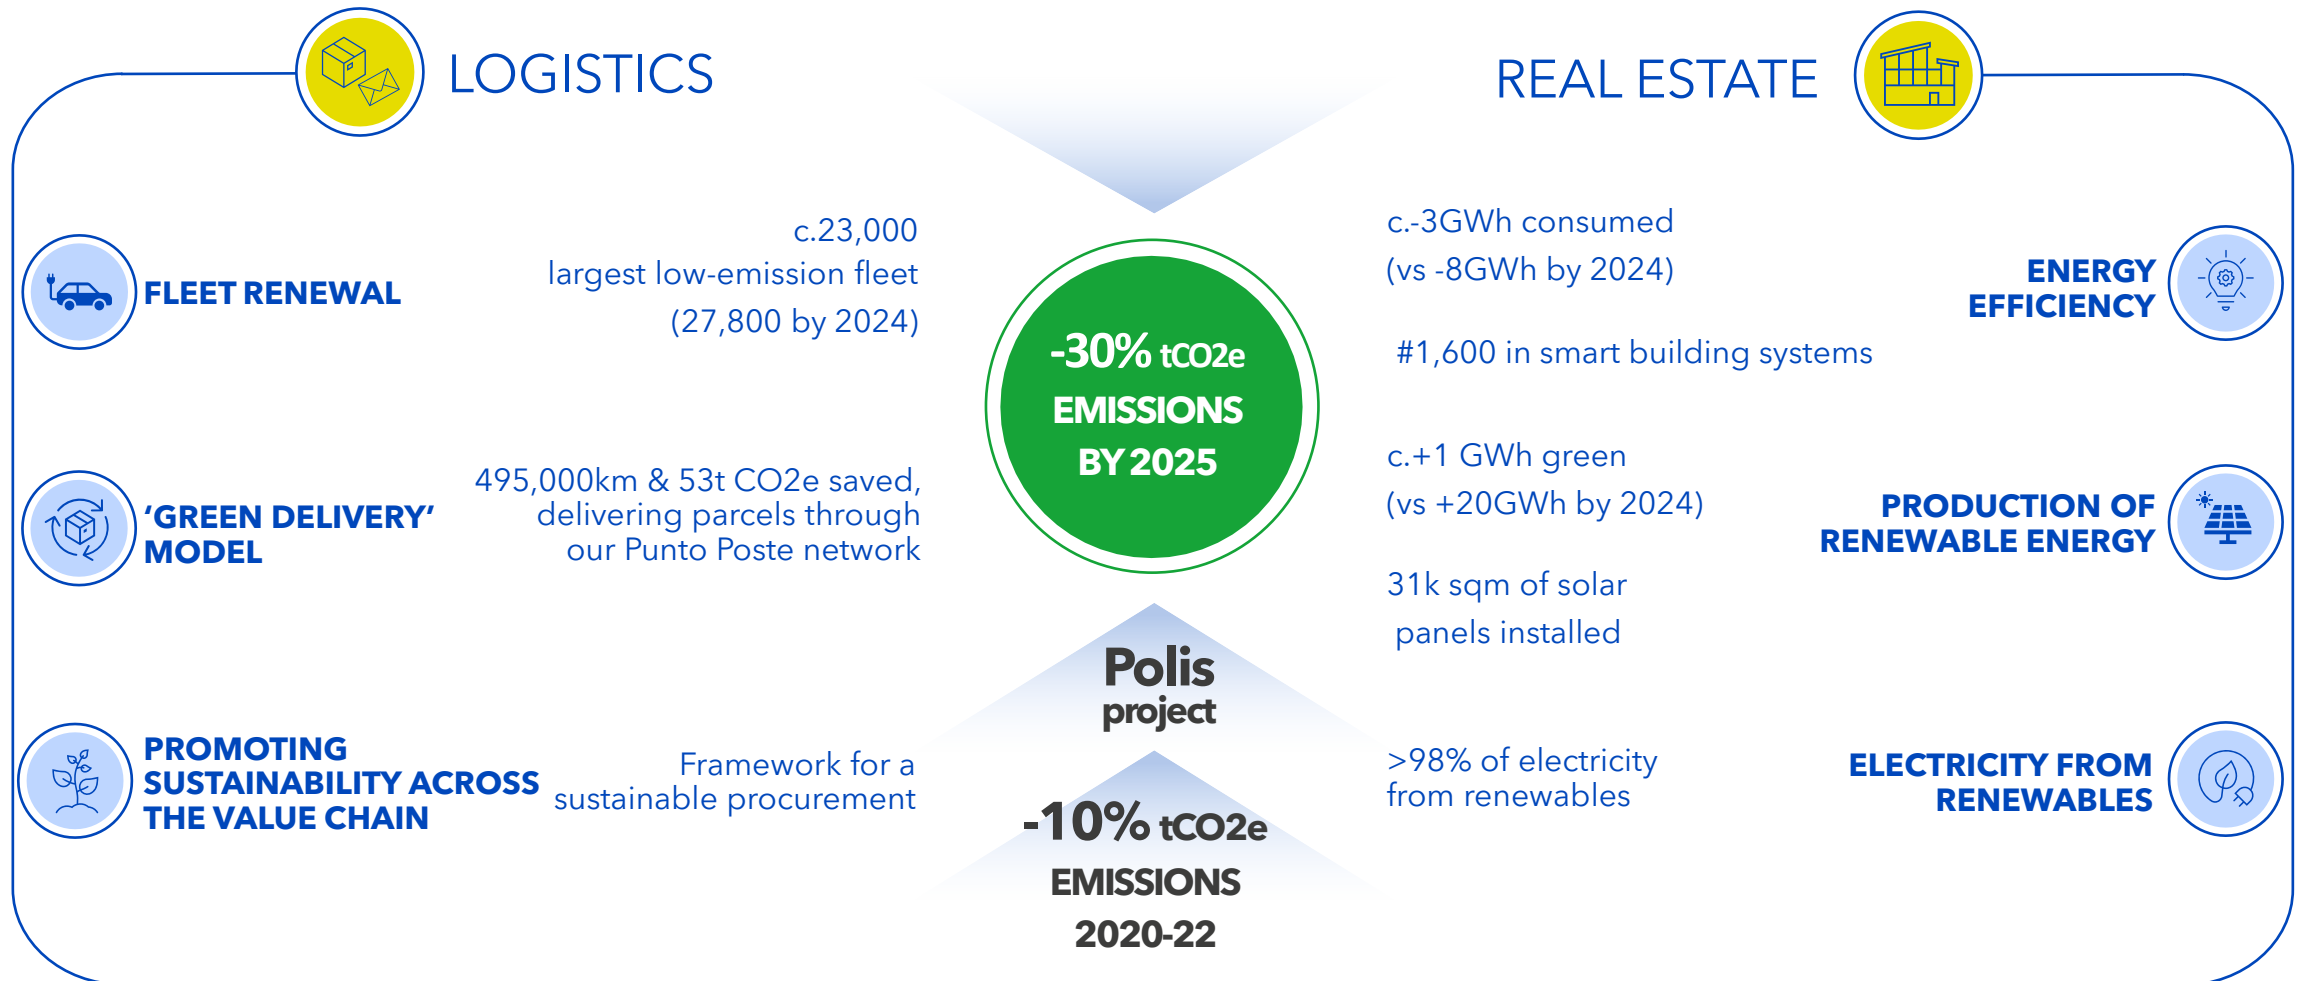 LOGISTICS
FLEET RENEWAL
c.23,000
largest low-emission fleet
(27,800 by 2024)
‘GREEN DELIVERY’
MODEL
495,000km & 53t CO2e saved,
delivering parcels through
our Punto Poste network
PROMOTING
SUSTAINABILITY ACROSS
THE VALUE CHAIN
Framework for a
sustainable procurement
-30% tCO2e
EMISSIONS
BY 2025
Polis
project
-10% tCO2e
EMISSIONS
2020-22
REAL ESTATE
c.-3GWh consumed
(vs -8GWh by 2024)
#1,600 in smart building systems
ENERGY
EFFICIENCY
c.+1 GWh green
(vs +20GWh by 2024)
31k sqm of solar
panels installed
PRODUCTION OF
RENEWABLE ENERGY
>98% of electricity
from renewables
ELECTRICITY FROM
RENEWABLES